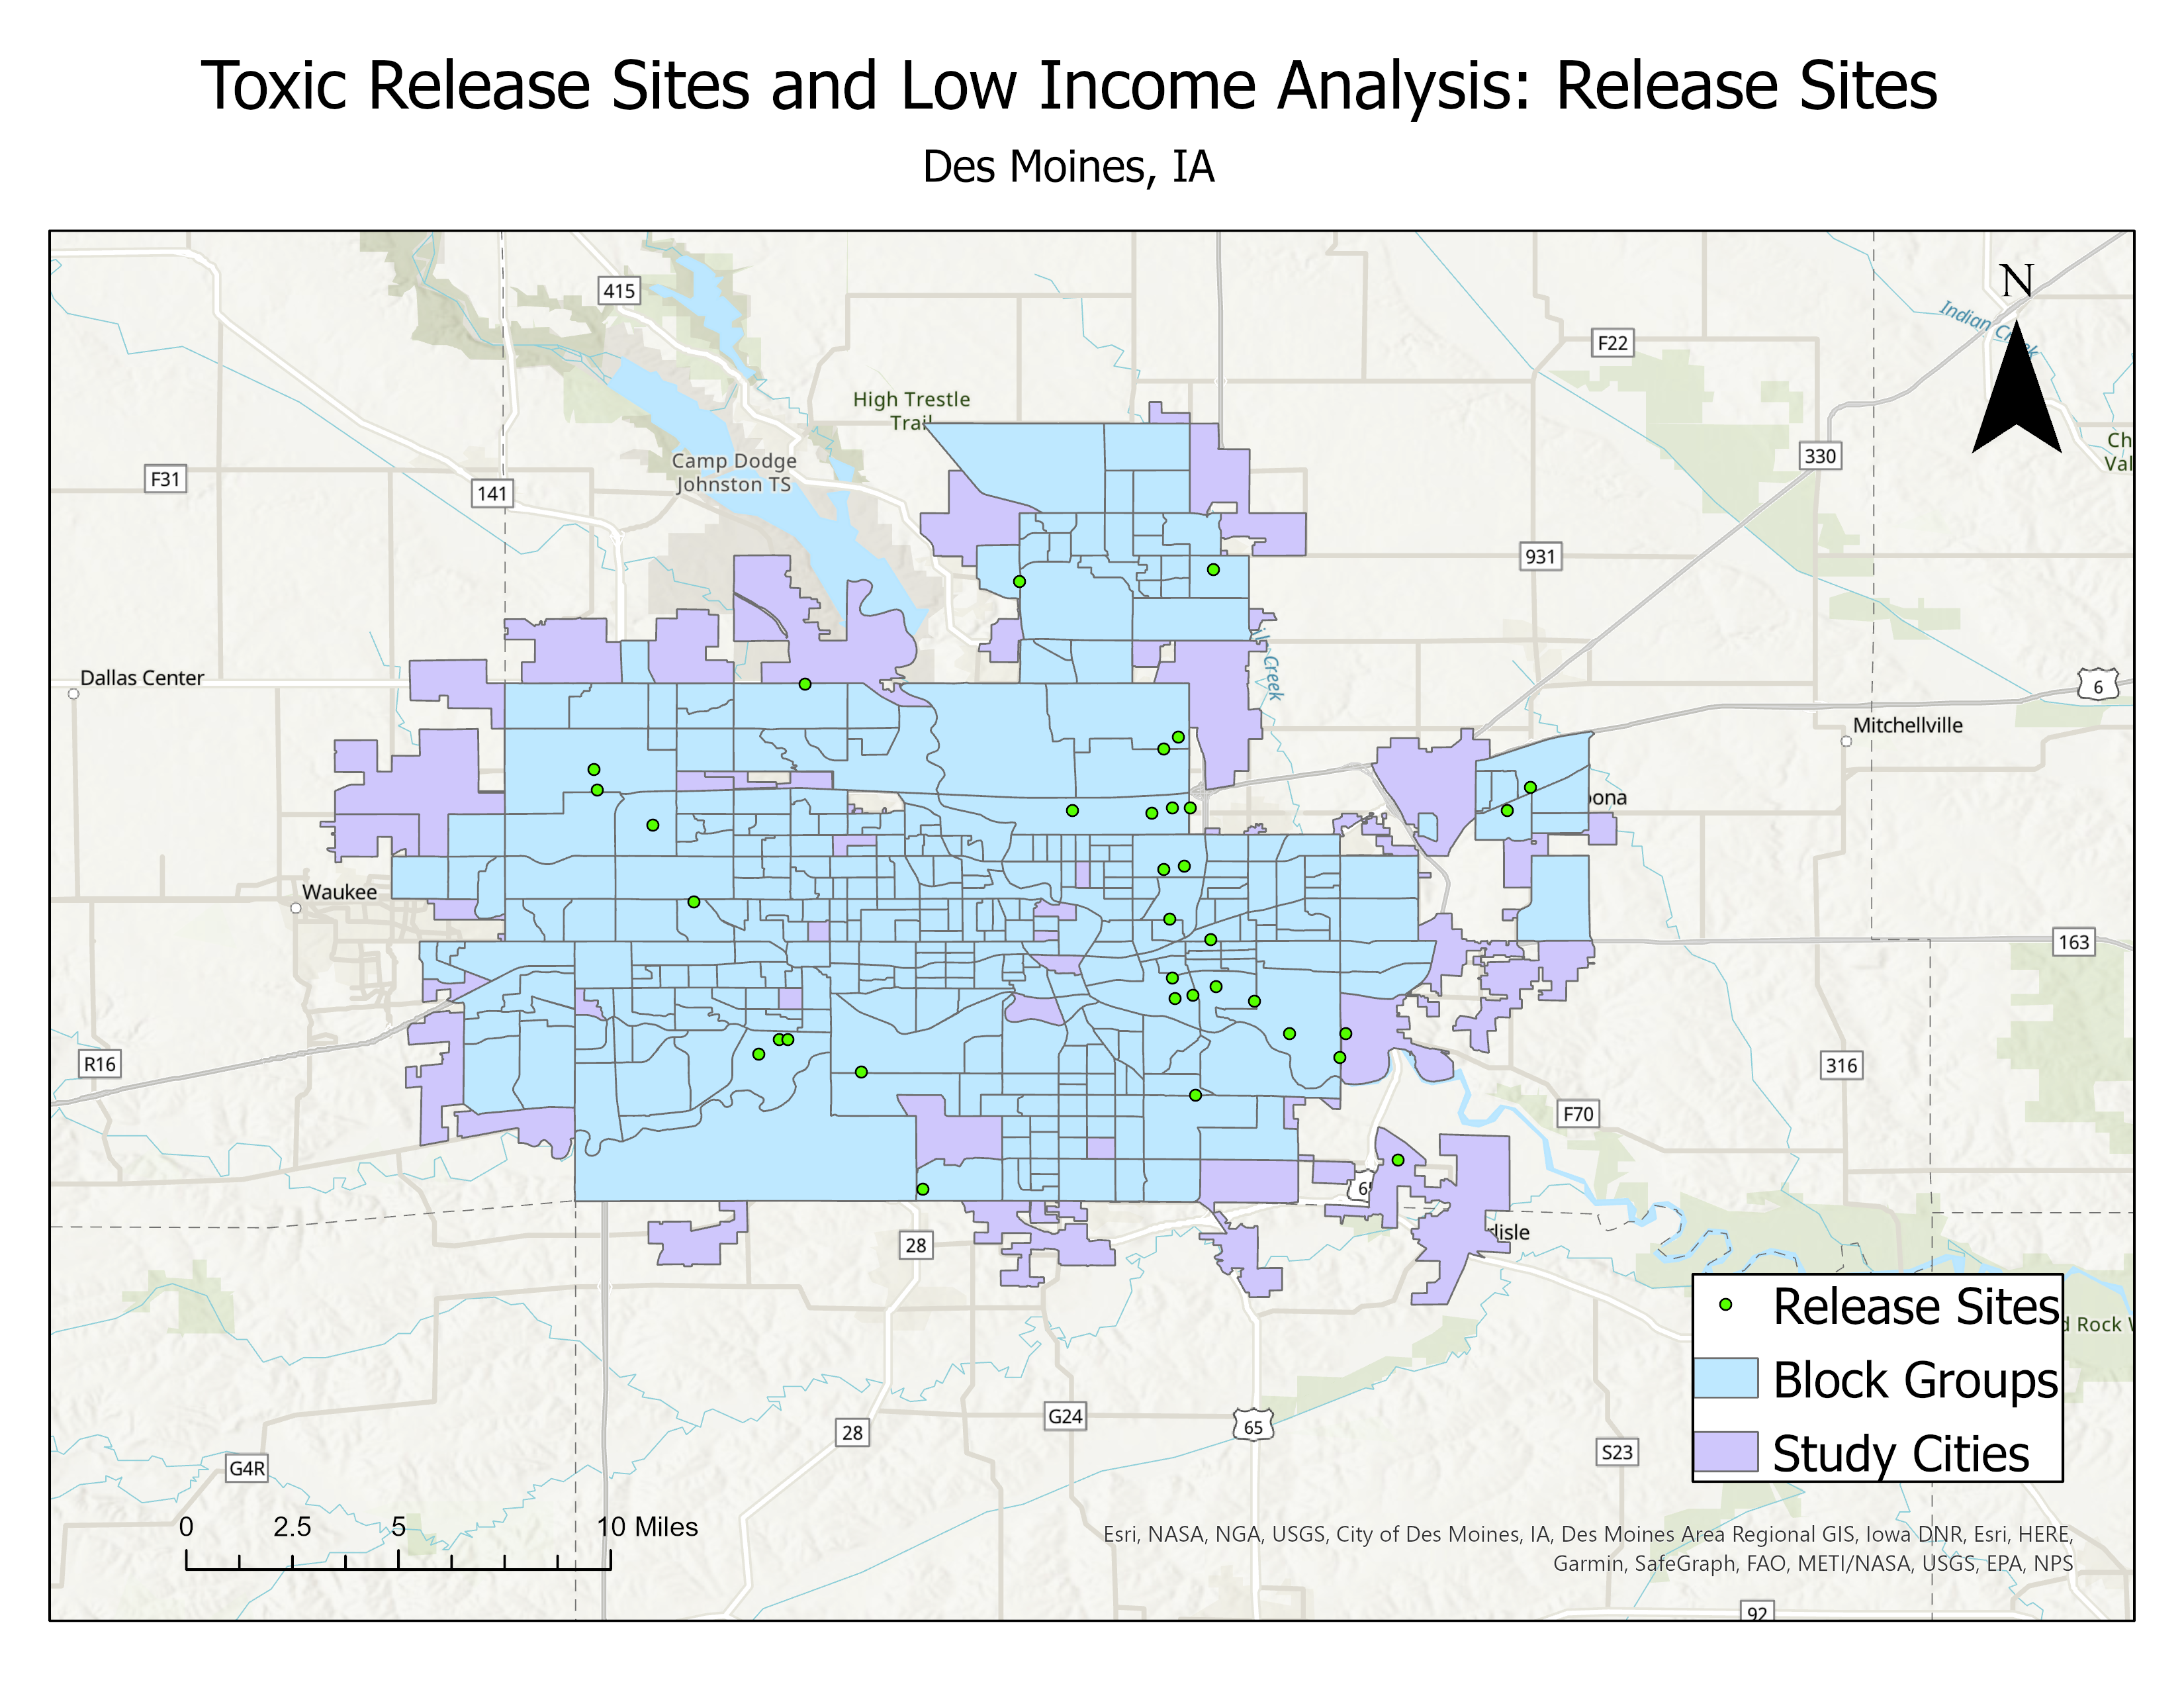 Toxic Release Sites and Low Income Analysis: Release Sites
Des Moines, IA
N
415
Indian Creek
F22
High Trestle
Trail
Ch
Val
330
Camp Dodge
Johnston TS
F31
141
931
Creek
Dallas Center
6
Mitchellville
ona
Waukee
163
R16
316
F70
65
28
lisle
Release Sites
d Rock W
Block Groups
G24
28
65
S23
Study Cities
G4R
0 2.5 5 10 Miles
Esri, NASA, NGA, USGS, City of Des Moines, IA, Des Moines Area Regional GIS, Iowa DNR, Esri, HERE,
Garmin, SafeGraph, FAO, METI/NASA, USGS, EPA, NPS
92